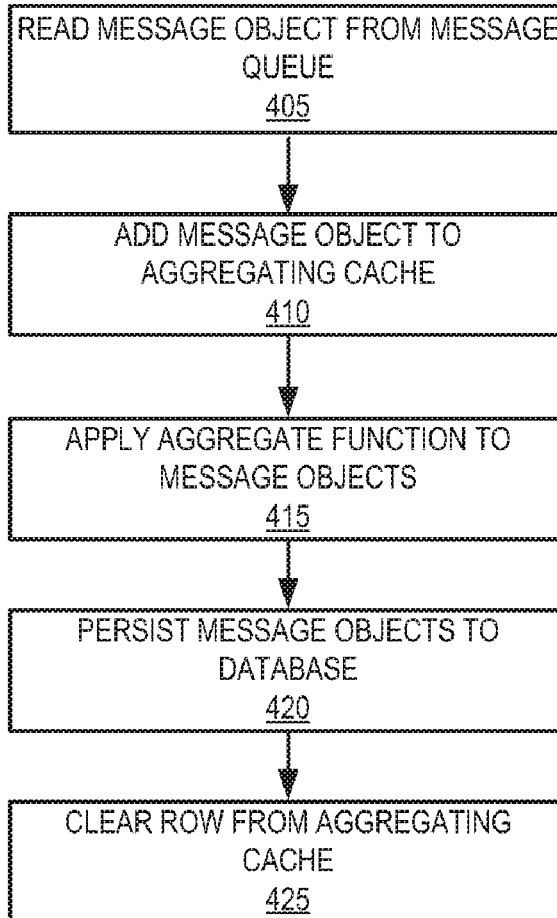 READ MESSAGE OBJECT FROM MESSAGE
QUEUE
405
ADD MESSAGE OBJECT TO
AGGREGATING CACHE
410
APPLY AGGREGATE FUNCTION TO
MESSAGE OBJECTS
415
PERSIST MESSAGE OBJECTS TO
DATABASE
420
CLEAR ROW FROM AGGREGATING
CACHE
425